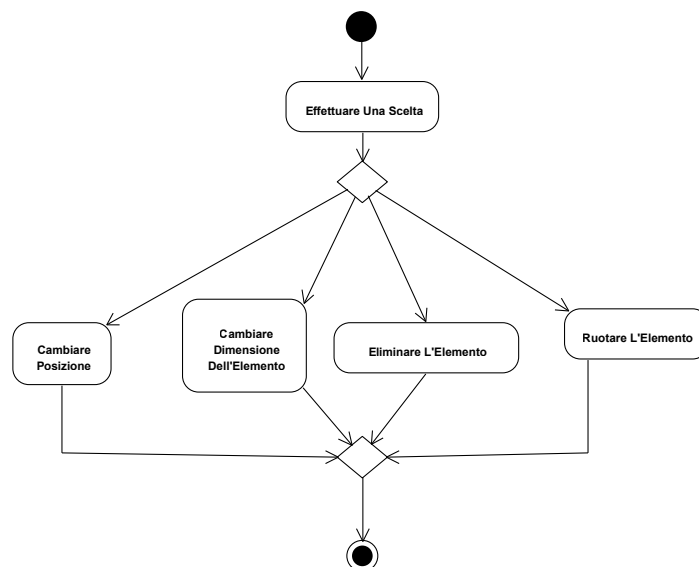 Effettuare Una Scelta
Cambiare
Posizione
Cambiare
Dimensione
Dell'Elemento
Eliminare L'Elemento
Ruotare L'Elemento